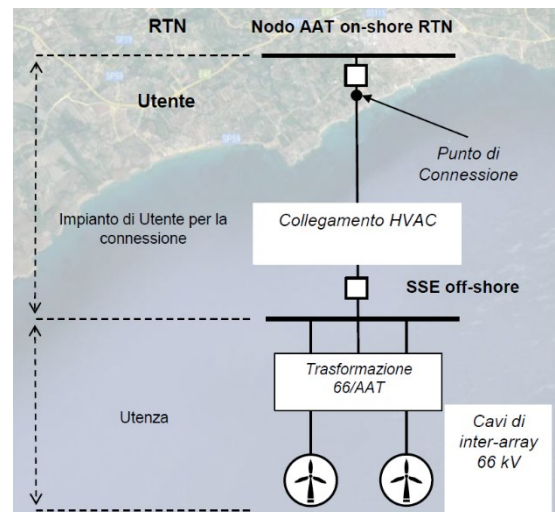 RTN
Nodo AAT on-shore RTN
Utente
Punto di
Connessione
Impianto di Utente per la
connessione
Collegamento HVAC
SSE off-shore
Trasformazione
66/AAT
Utenza
Cavi di
inter-array
66 kV